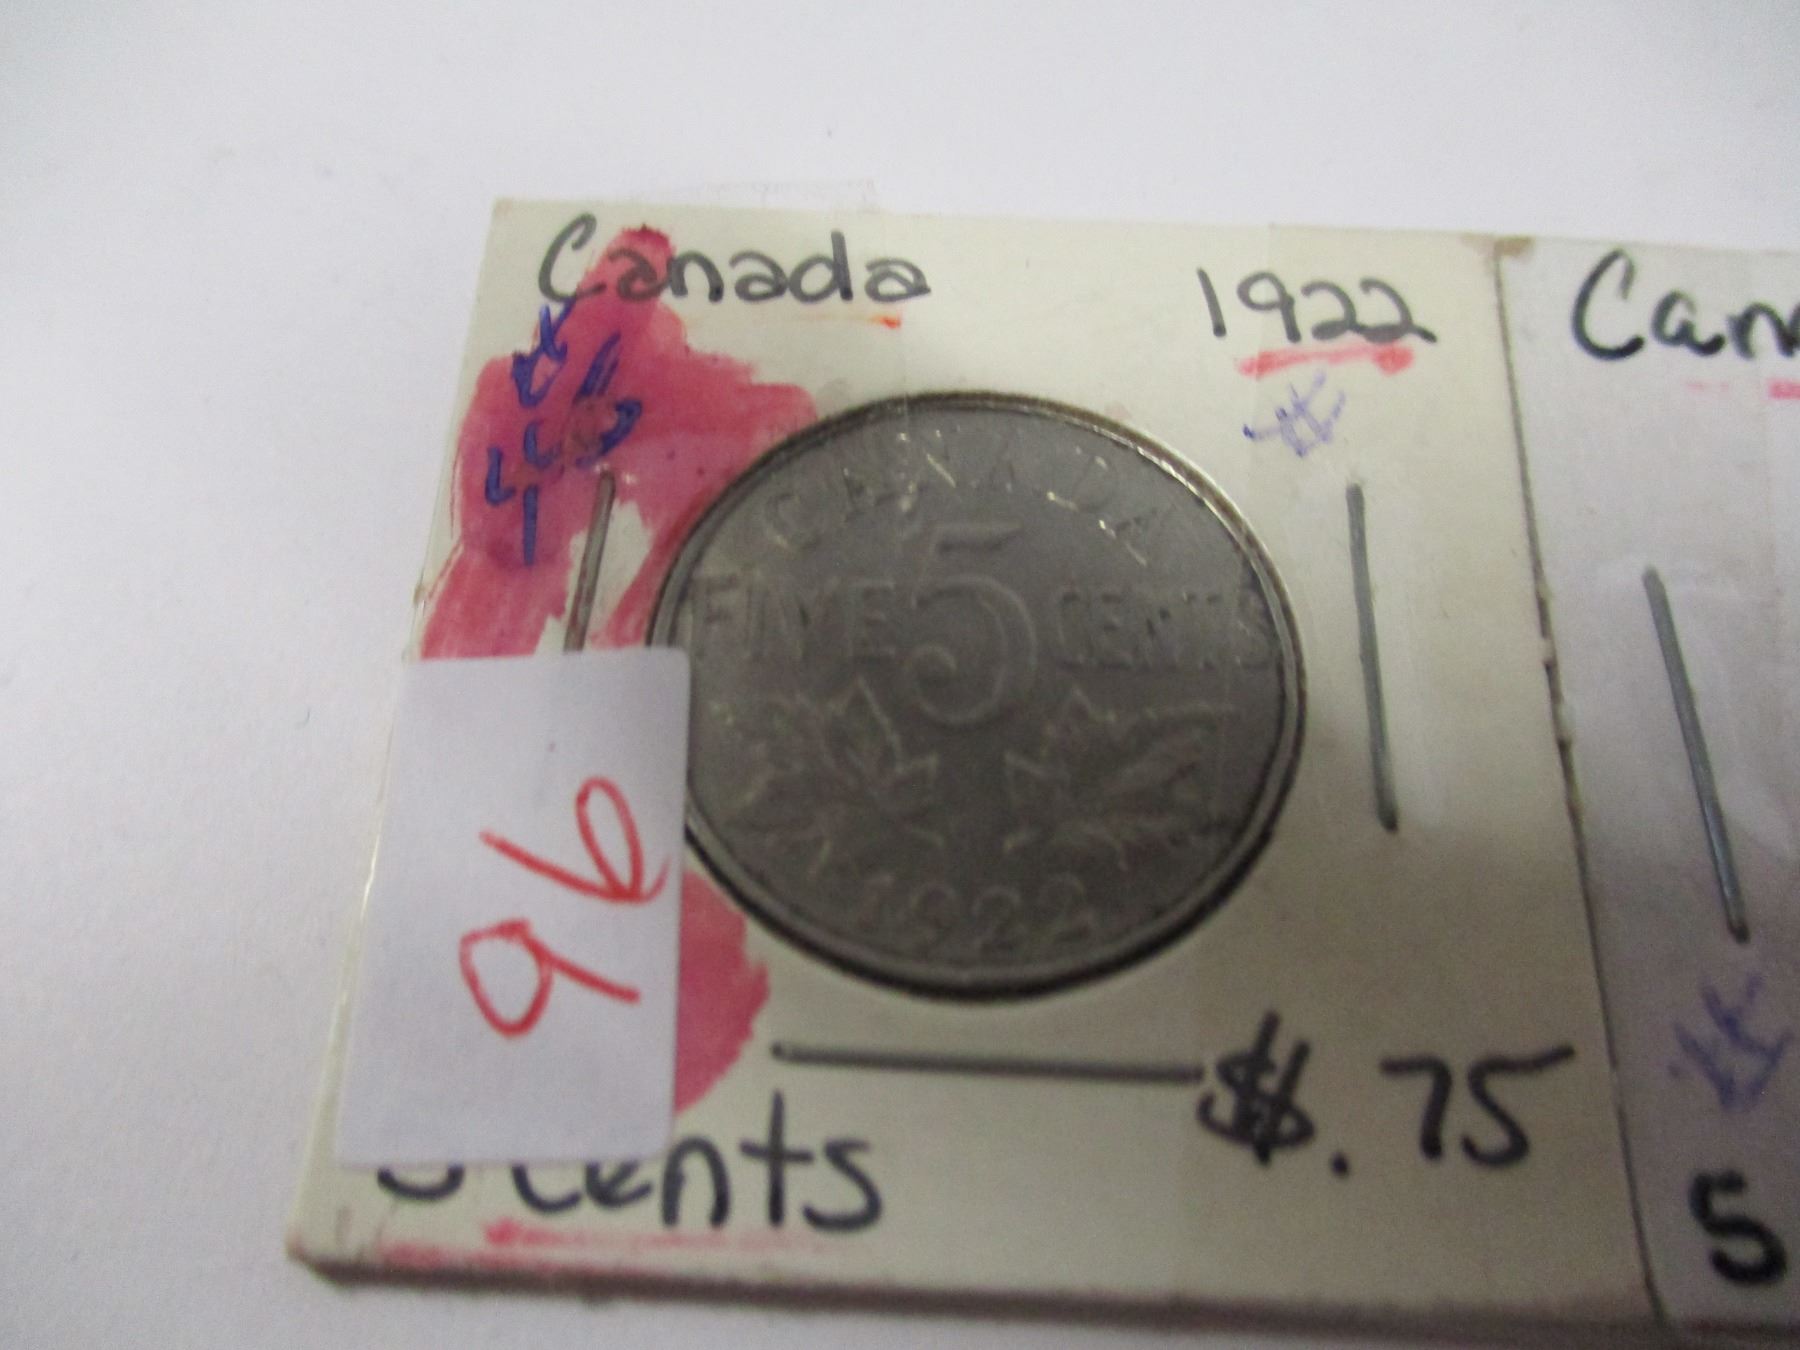 Canada 1922
CANADA
FIVE 5 CENTS
1922
96
Cents $.75
Can
5